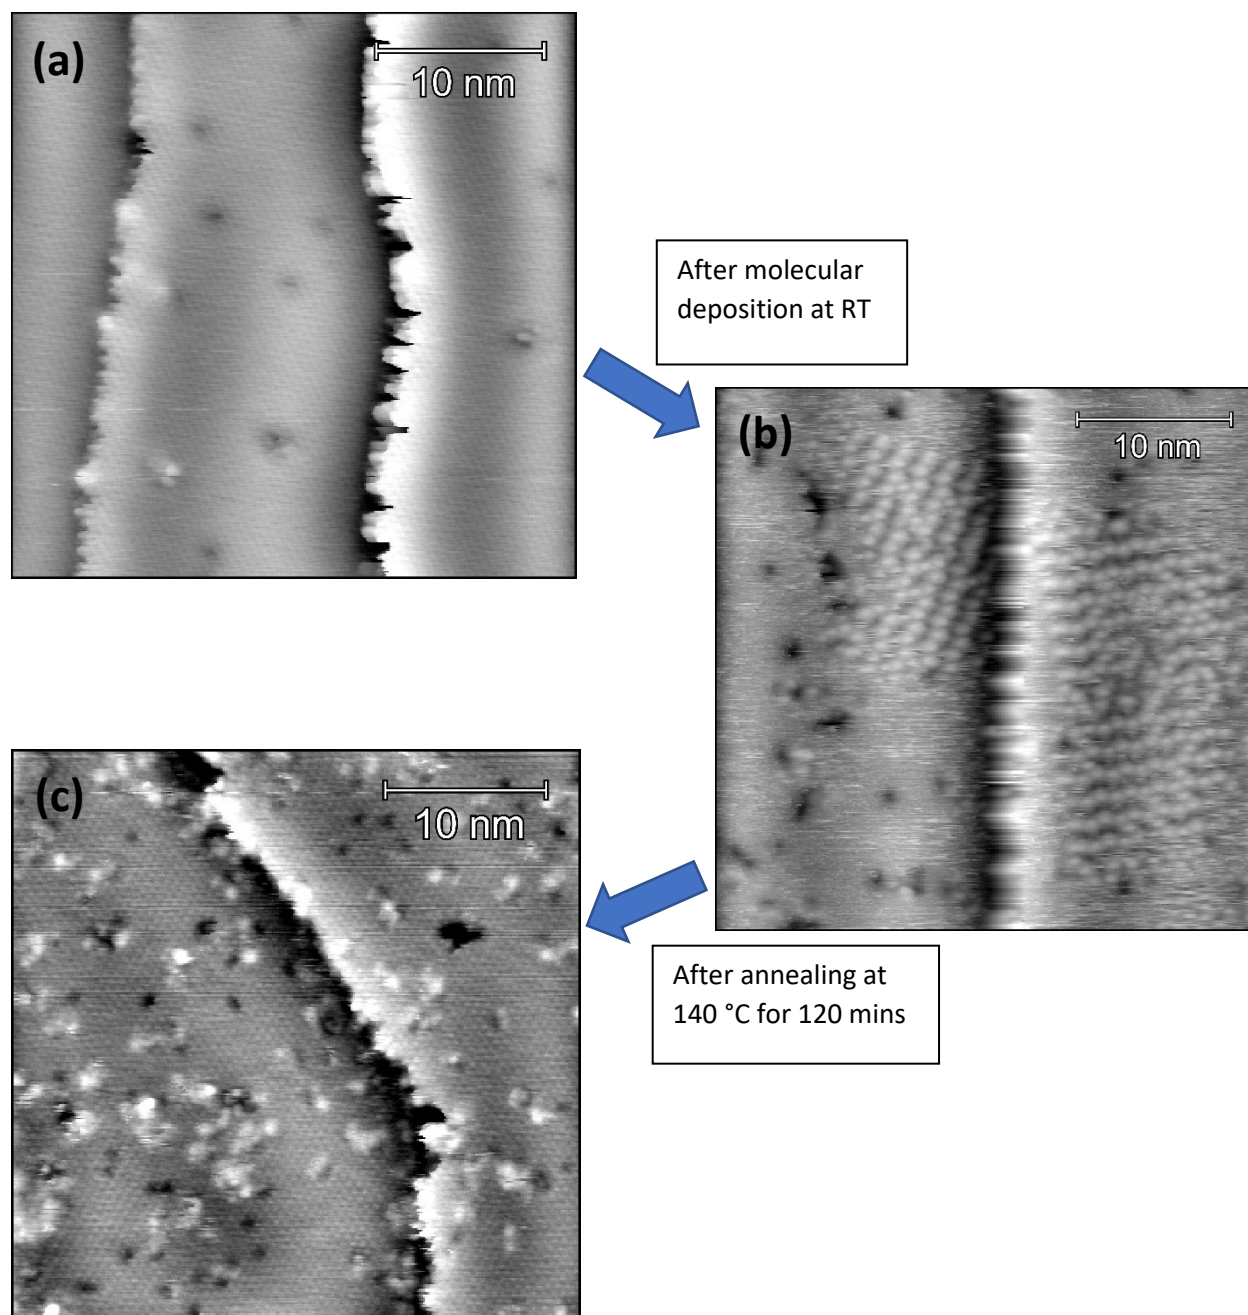 (a)
10 nm
After molecular
deposition at RT
(b)
10 nm
(c)
10 nm
After annealing at
140 °C for 120 mins